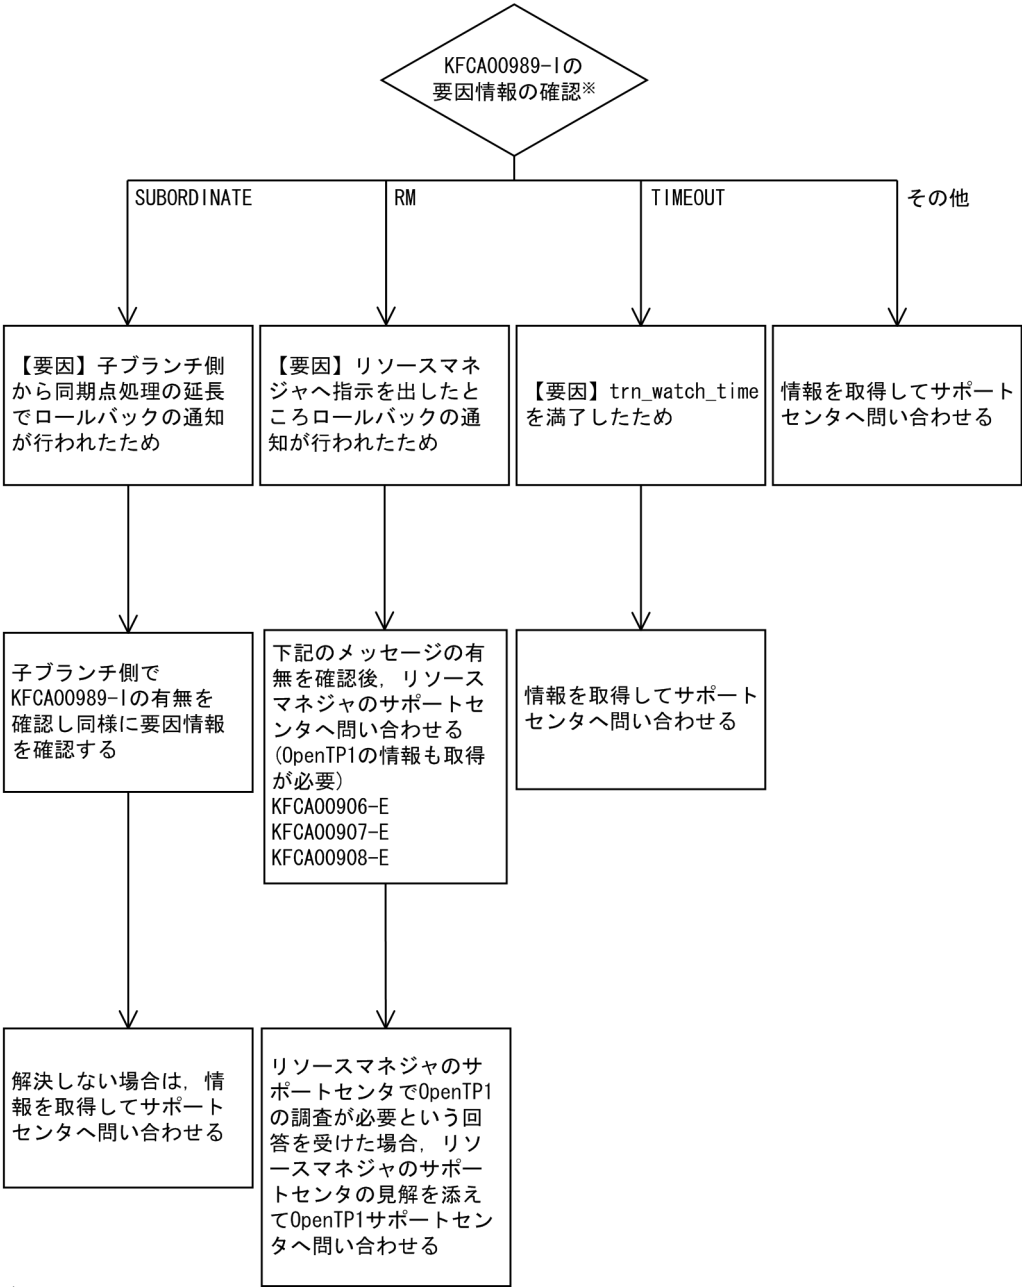 KFCA00989-Iの
要因情報の確認※
SUBORDINATE
RM
TIMEOUT
その他
【要因】子ブランチ側
から同期点処理の延長
でロールバックの通知
が行われたため
【要因】リソースマネ
ジャへ指示を出したと
ころロールバックの通
知が行われたため
【要因】trn_watch_time
を満了したため
情報を取得してサポート
センタへ問い合わせる
子ブランチ側で
KFCA00989-Iの有無を
確認し同様に要因情報
を確認する
下記のメッセージの有
無を確認後，リソース
マネジャのサポートセ
ンタへ問い合わせる
(OpenTP1の情報も取得
が必要)
KFCA00906-E
KFCA00907-E
KFCA00908-E
情報を取得してサポート
センタへ問い合わせる
解決しない場合は，情
報を取得してサポート
センタへ問い合わせる
リソースマネジャのサ
ポートセンタでOpenTP1
の調査が必要という回
答を受けた場合，リソ
ースマネジャのサポー
トセンタの見解を添え
てOpenTP1サポートセン
タへ問い合わせる